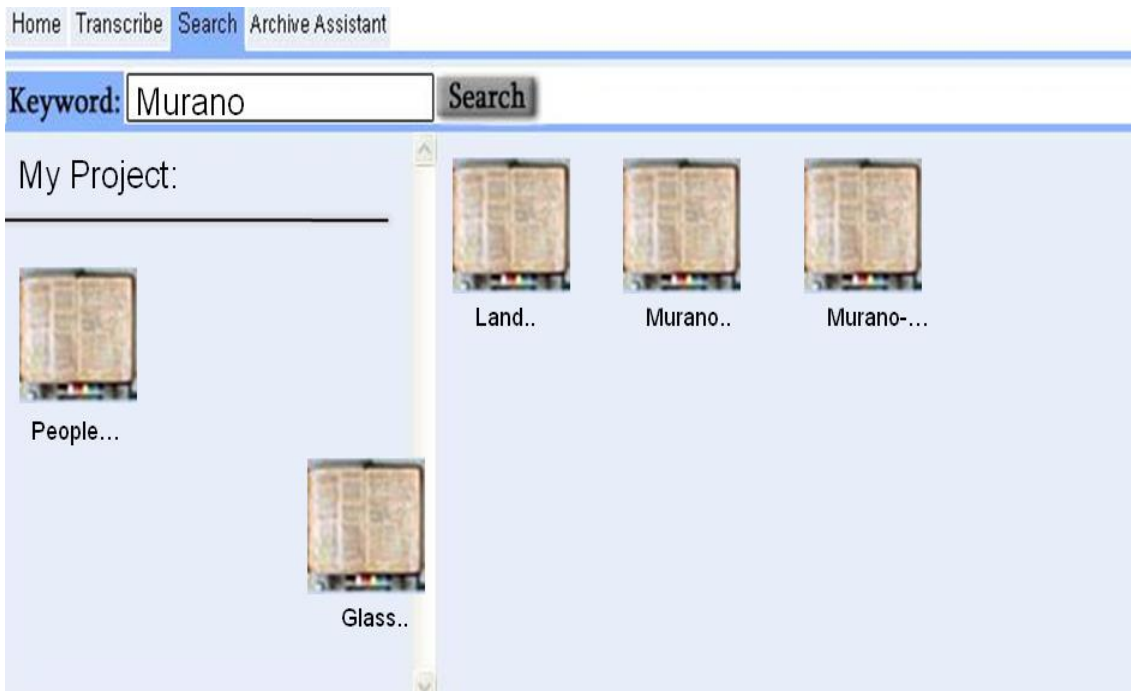 Home Transcribe Search Archive Assistant
Keyword: Murano Search
My Project:
Land.. Murano.. Murano-...
People...
Glass..